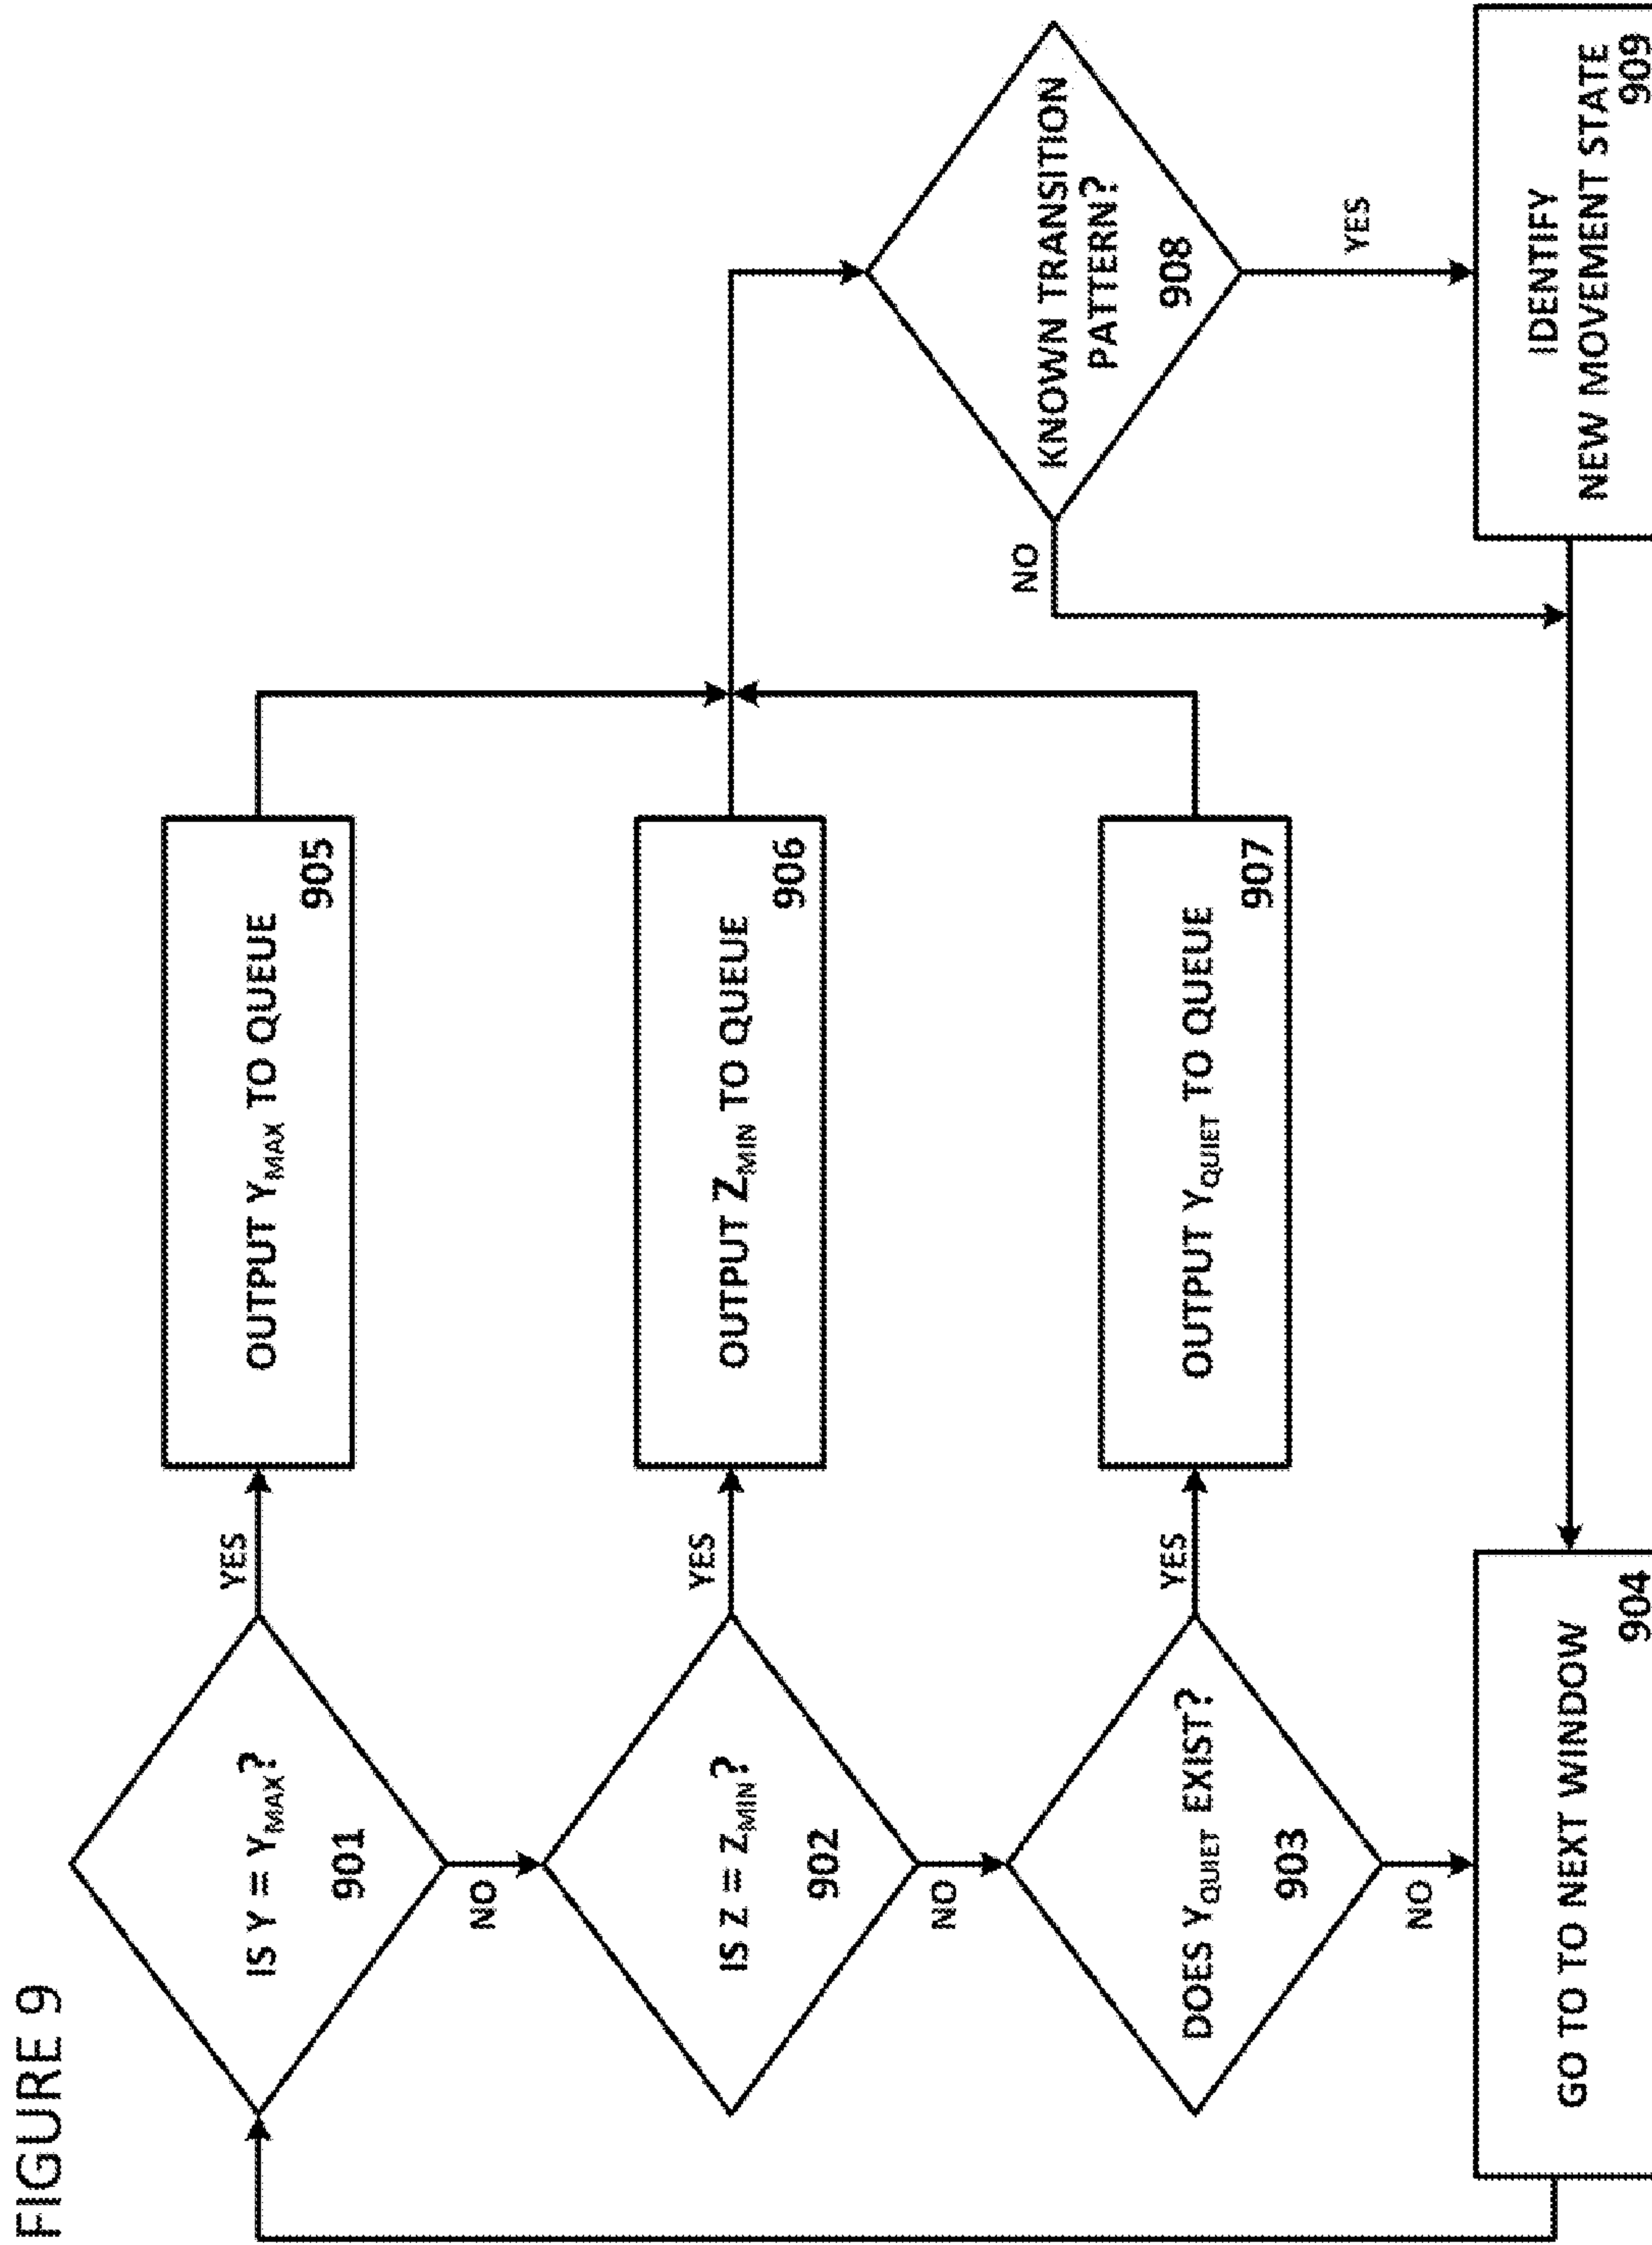 FIGURE 9
IS Y = YMAX?
901
YES
OUTPUT YMAX TO QUEUE
905
NO
IS Z = ZMIN?
902
YES
OUTPUT ZMIN TO QUEUE
906
NO
DOES YQUIET EXIST?
903
YES
OUTPUT YQUIET TO QUEUE
907
NO
GO TO TO NEXT WINDOW
904
KNOWN TRANSITION
PATTERN?
908
NO
YES
IDENTIFY
NEW MOVEMENT STATE
909